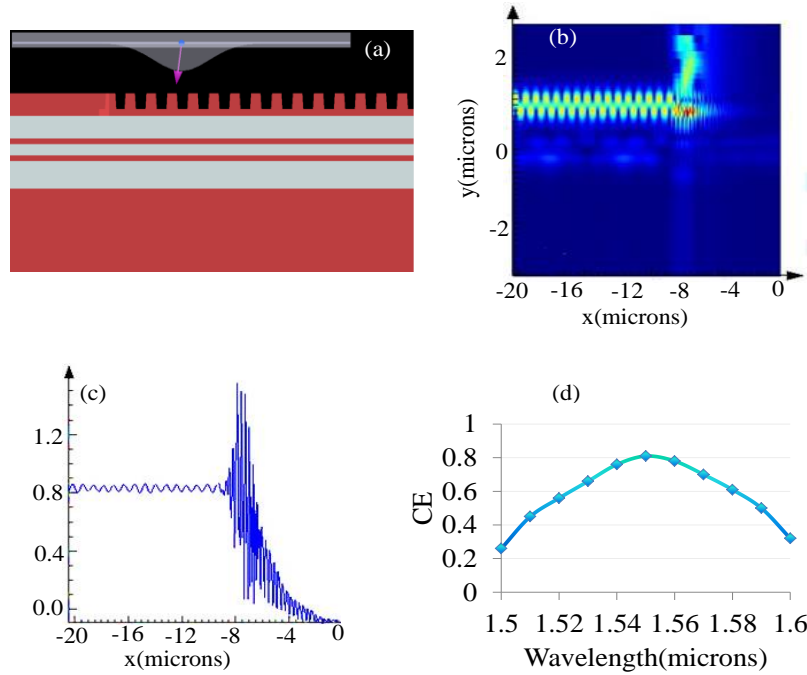 (a)
(b)
2
0
-2
y(microns)
-20 -16 -12 -8 -4 0
x(microns)
(c)
1.2
0.8
0.4
0.0
-20 -16 -12 -8 -4 0
x(microns)
(d)
1
0.8
0.6
0.4
0.2
0
CE
1.5 1.52 1.54 1.56 1.58 1.6
Wavelength(microns)